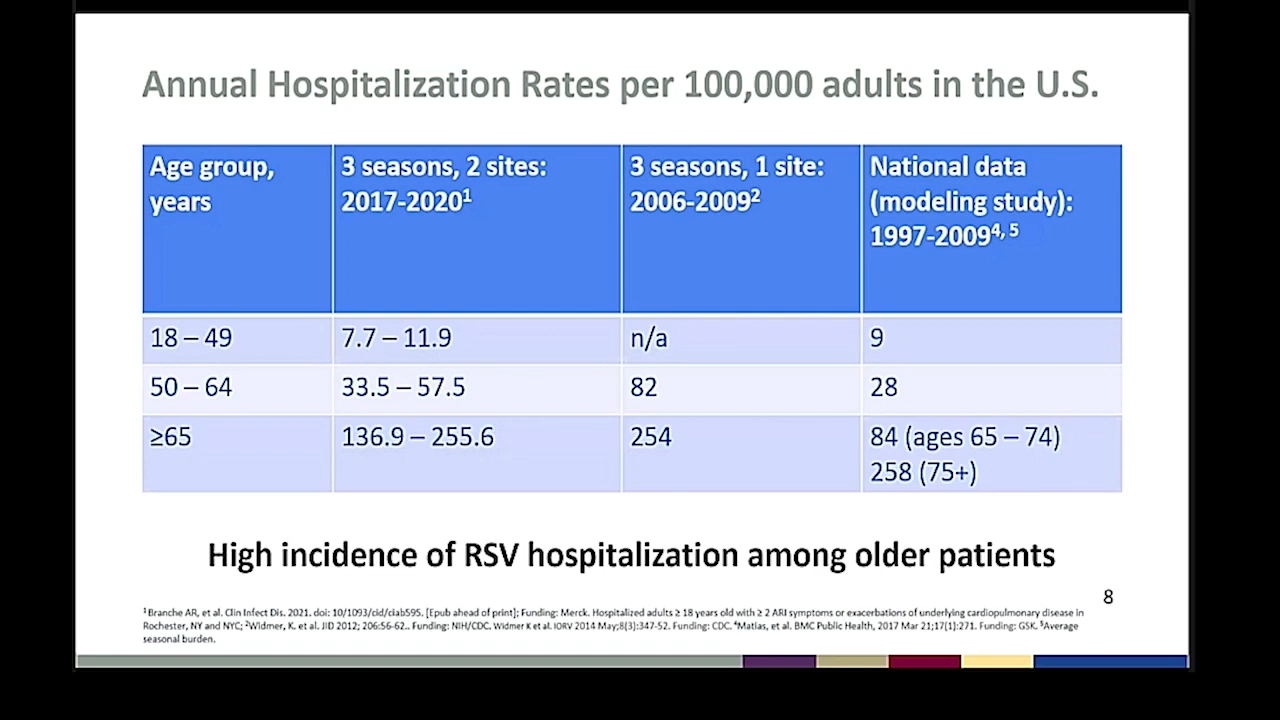 Annual Hospitalization Rates per 100,000 adults in the U.S.
Age group, years
3 seasons, 2 sites: 2017-2020¹
3 seasons, 1 site: 2006-2009²
National data (modeling study): 1997-2009⁴,⁵
18 – 49
7.7 – 11.9
n/a
9
50 – 64
33.5 – 57.5
82
28
≥65
136.9 – 255.6
254
84 (ages 65 – 74)
258 (75+)
High incidence of RSV hospitalization among older patients
8
¹Branche AR, et al. Clin Infect Dis. 2021. doi: 10/1093/cid/ciab595. [Epub ahead of print]; Funding: Merck. Hospitalized adults ≥ 18 years old with ≥ 2 ARI symptoms or exacerbations of underlying cardiopulmonary disease in
Rochester, NY and NYC; ²Widmer, K. et al. JID 2012; 206:56-62.. Funding: NIH/CDC. Widmer K et al. IORV 2014 May;8(3):347-52. Funding: CDC. ⁴Matias, et al. BMC Public Health, 2017 Mar 21;17(1):271. Funding: GSK. ⁵Average
seasonal burden.